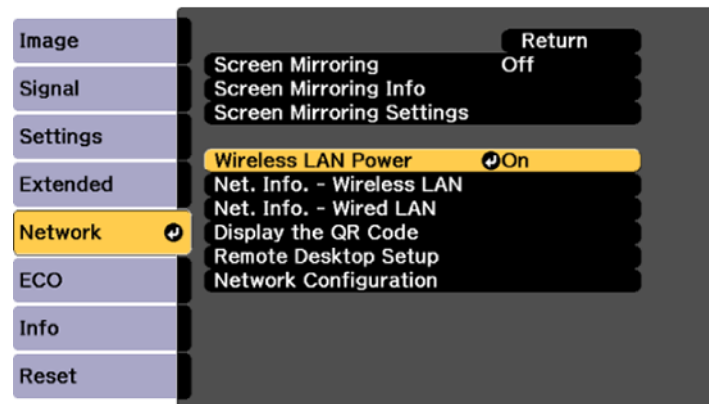 Image
Signal
Settings
Extended
Network
ECO
Info
Reset
Return
Screen Mirroring Off
Screen Mirroring Info
Screen Mirroring Settings
Wireless LAN Power On
Net. Info. - Wireless LAN
Net. Info. - Wired LAN
Display the QR Code
Remote Desktop Setup
Network Configuration